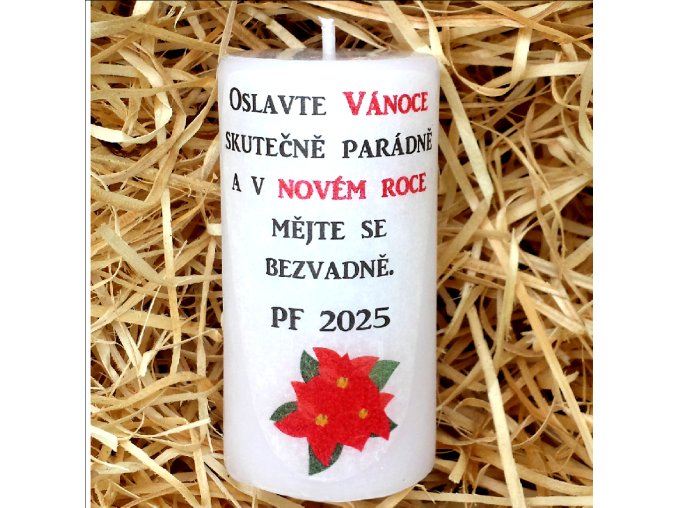 Oslavte Vánoce
skutečně parádně
a v novém roce
mějte se
bezvadně.
PF 2025